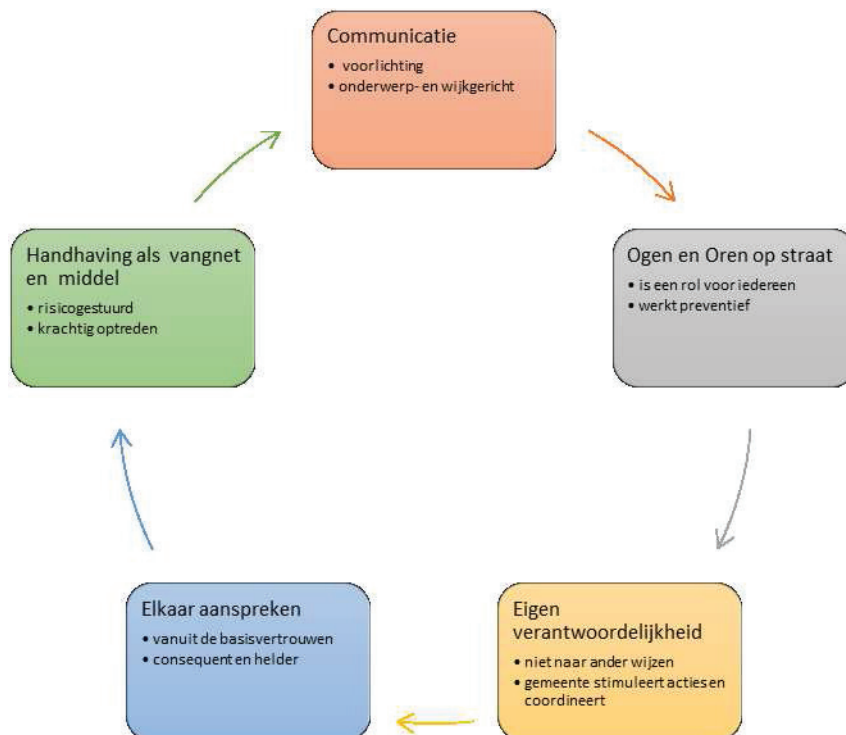 Communicatie
• voorlichting
• onderwerp- en wijkgericht
Ogen en Oren op straat
• is een rol voor iedereen
• werkt preventief
Eigen
verantwoordelijkheid
• niet naar ander wijzen
• gemeente stimuleert acties en
coordineert
Elkaar aanspreken
• vanuit de basisvertrouwen
• consequent en helder
Handhaving als vangnet
en middel
• risicogestuurd
• krachtig optreden